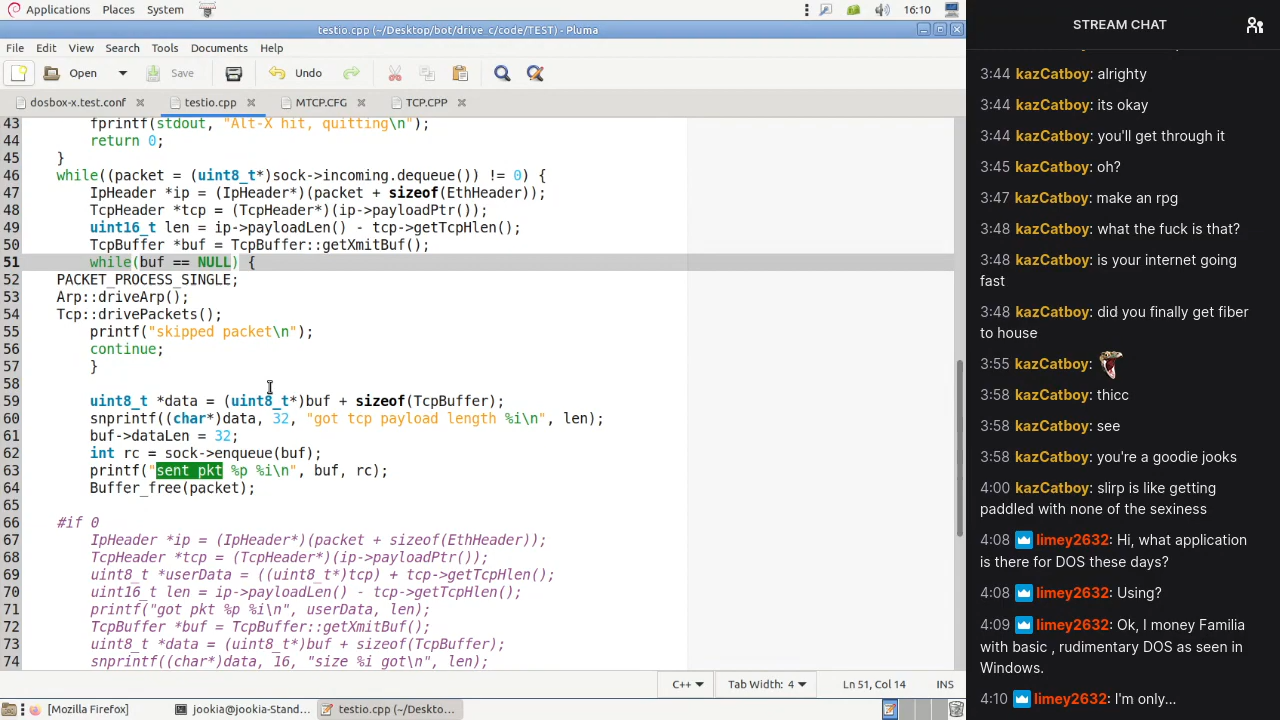 Applications Places System 16:10
testio.cpp (~/Desktop/bot/drive_c/code/TEST) - Pluma
File Edit View Search Tools Documents Help
Open Save Undo
dosbox-x.test.conf testio.cpp MTCP.CFG TCP.CPP
43 fprintf(stdout, "Alt-X hit, quitting\n");
44 return 0;
45 }
46 while((packet = (uint8_t*)sock->incoming.dequeue()) != 0) {
47 IpHeader *ip = (IpHeader*)(packet + sizeof(EthHeader));
48 TcpHeader *tcp = (TcpHeader*)(ip->payloadPtr());
49 uint16_t len = ip->payloadLen() - tcp->getTcpHlen();
50 TcpBuffer *buf = TcpBuffer::getXmitBuf();
51 while(buf == NULL) {
52 PACKET_PROCESS_SINGLE;
53 Arp::driveArp();
54 Tcp::drivePackets();
55 printf("skipped packet\n");
56 continue;
57 }
58
59 uint8_t *data = (uint8_t*)buf + sizeof(TcpBuffer);
60 snprintf((char*)data, 32, "got tcp payload length %i\n", len);
61 buf->dataLen = 32;
62 int rc = sock->enqueue(buf);
63 printf("sent pkt %p %i\n", buf, rc);
64 Buffer_free(packet);
65
66 #if 0
67 IpHeader *ip = (IpHeader*)(packet + sizeof(EthHeader));
68 TcpHeader *tcp = (TcpHeader*)(ip->payloadPtr());
69 uint8_t *userData = ((uint8_t*)tcp) + tcp->getTcpHlen();
70 uint16_t len = ip->payloadLen() - tcp->getTcpHlen();
71 printf("got pkt %p %i\n", userData, len);
72 TcpBuffer *buf = TcpBuffer::getXmitBuf();
73 uint8_t *data = (uint8_t*)buf + sizeof(TcpBuffer);
74 snprintf((char*)data, 16, "size %i got\n", len);
C++ Tab Width: 4 Ln 51, Col 14 INS
[Mozilla Firefox] jookia@jookia-Stand... testio.cpp (~/Deskto...
STREAM CHAT
3:44 kazCatboy: alrighty
3:44 kazCatboy: its okay
3:44 kazCatboy: you'll get through it
3:45 kazCatboy: oh?
3:47 kazCatboy: make an rpg
3:48 kazCatboy: what the fuck is that?
3:48 kazCatboy: is your internet going
fast
3:48 kazCatboy: did you finally get fiber
to house
3:55 kazCatboy:
3:58 kazCatboy: thicc
3:58 kazCatboy: see
3:58 kazCatboy: you're a goodie jooks
4:00 kazCatboy: slirp is like getting
paddled with none of the sexiness
4:08 limey2632: Hi, what application
is there for DOS these days?
4:08 limey2632: Using?
4:09 limey2632: Ok, I money Familia
with basic , rudimentary DOS as seen in
Windows.
4:10 limey2632: I'm only...